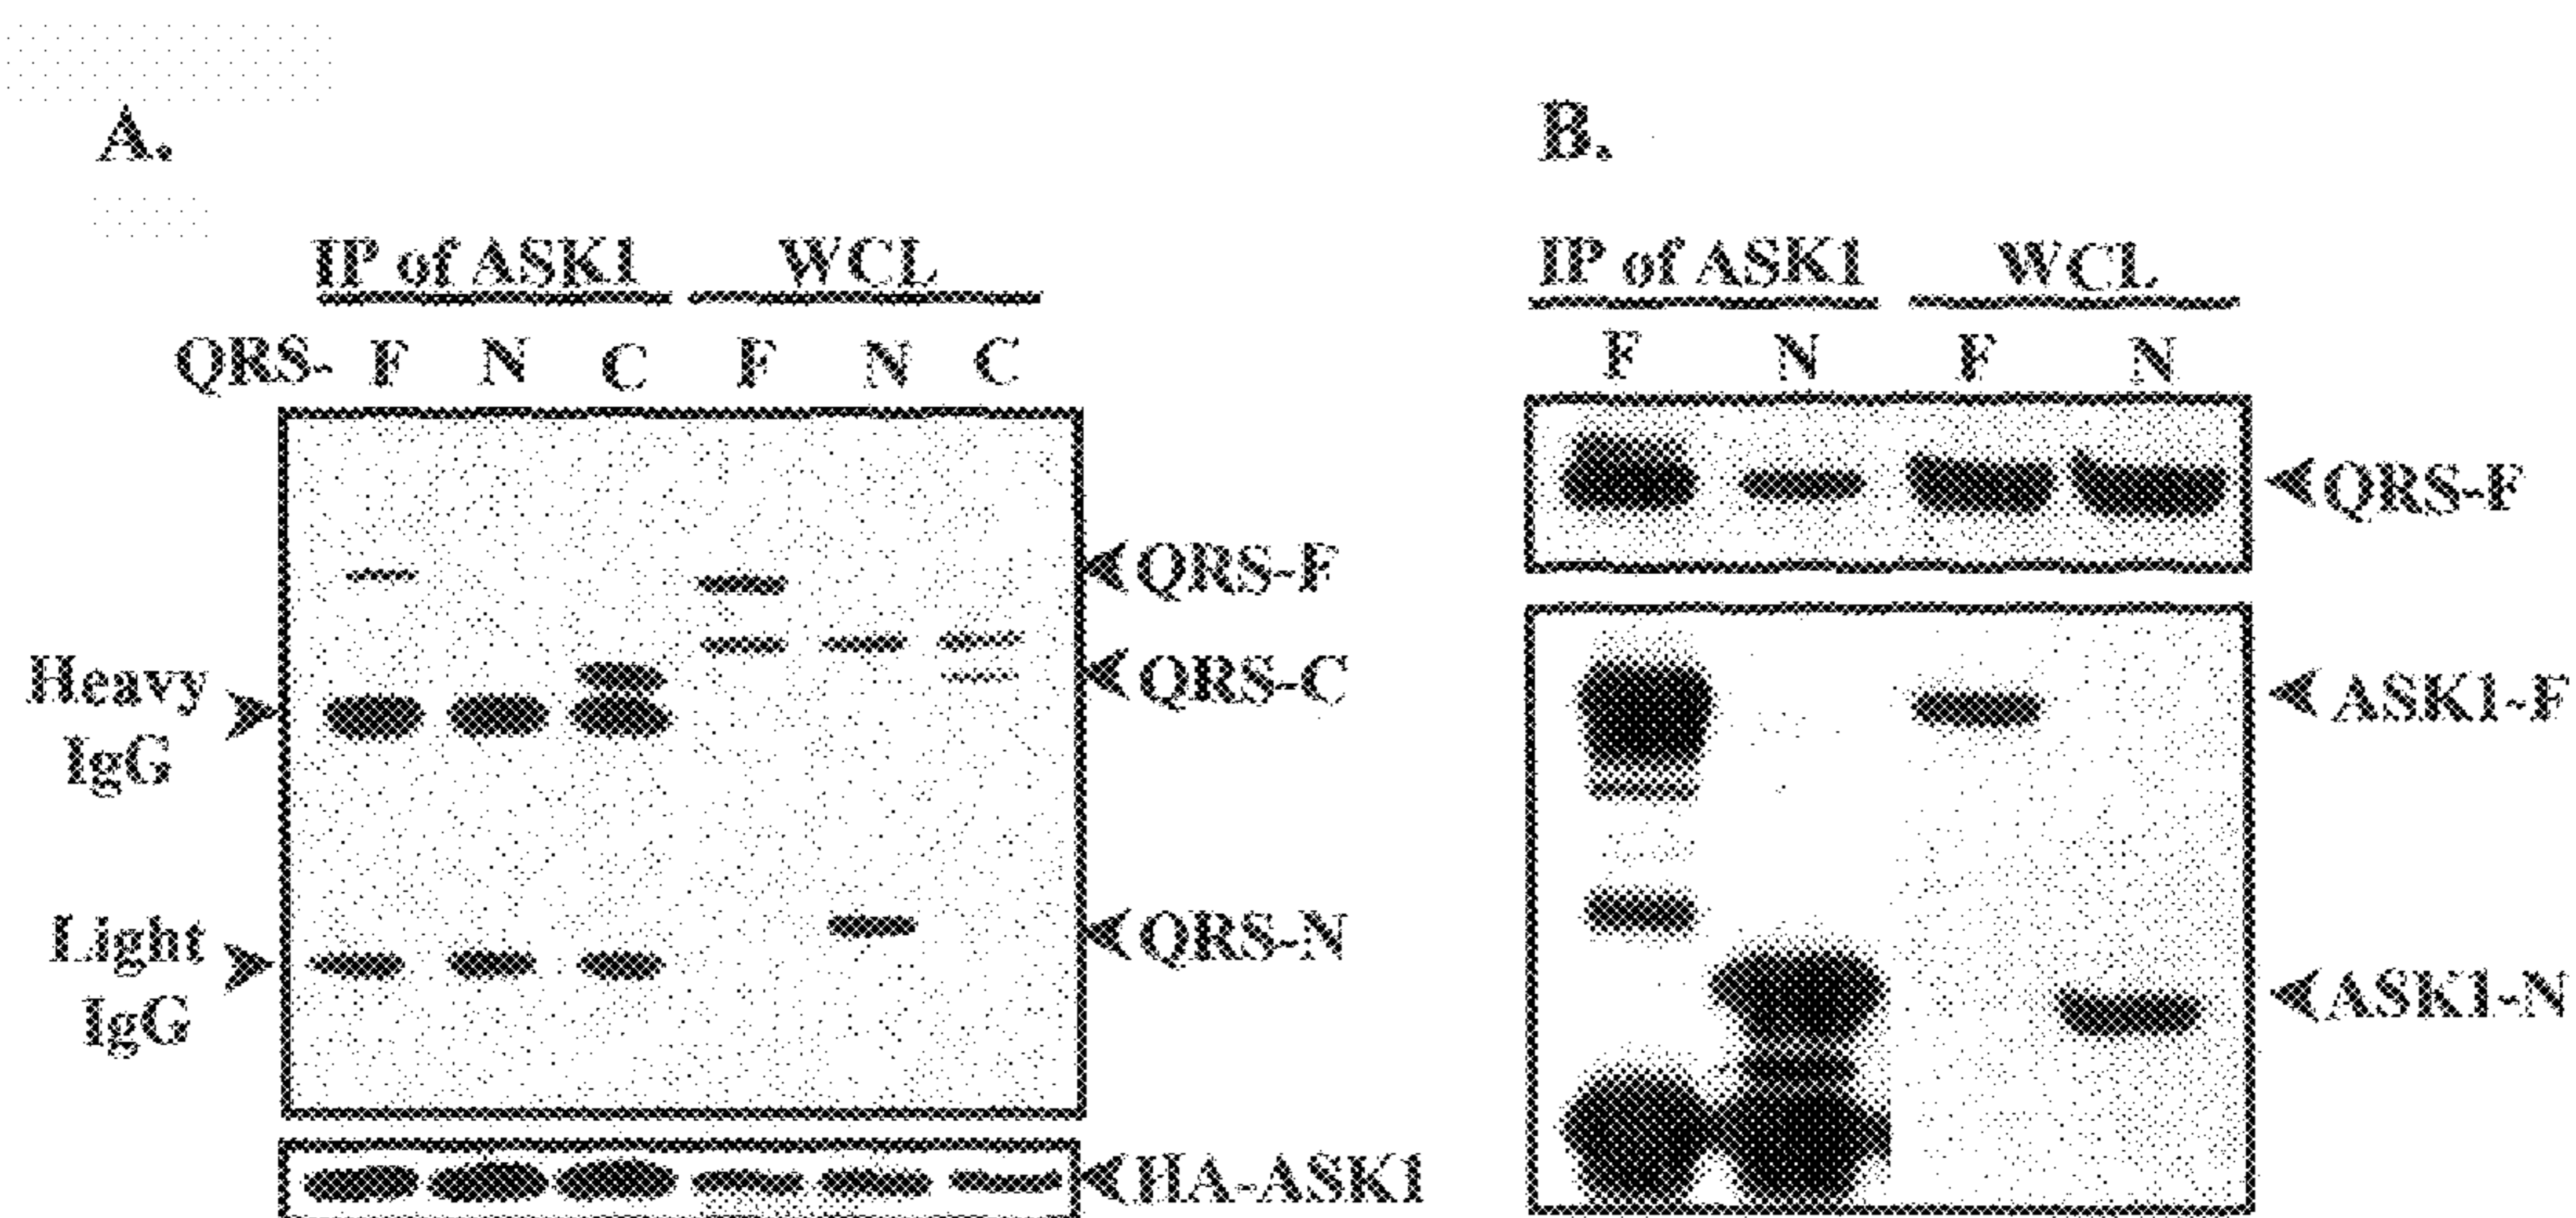 A.
IP of ASK1 WCL
QRS- F N C F N C
QRS-F
QRS-C
Heavy
IgG
QRS-N
Light
IgG
HA-ASK1
B.
IP of ASK1 WCL
F N F N
QRS-F
ASK1-F
ASK1-N